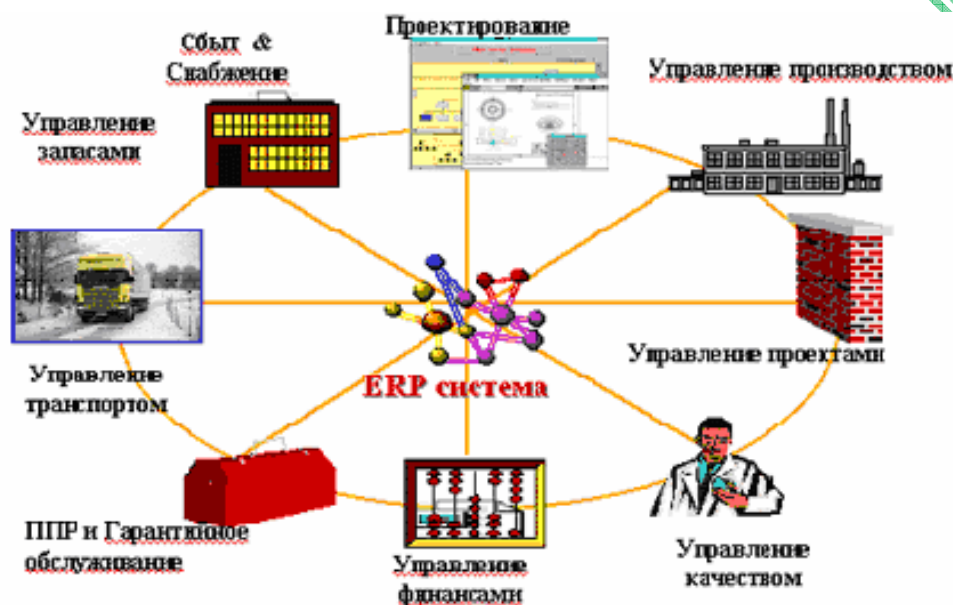 Проектирование
Сбыт &
Снабжение
Управление производством
Управление
запасами
Управление проектами
Управление
транспортом
ERP система
ППР и Гарантийное
обслуживание
Управление
финансами
Управление
качеством